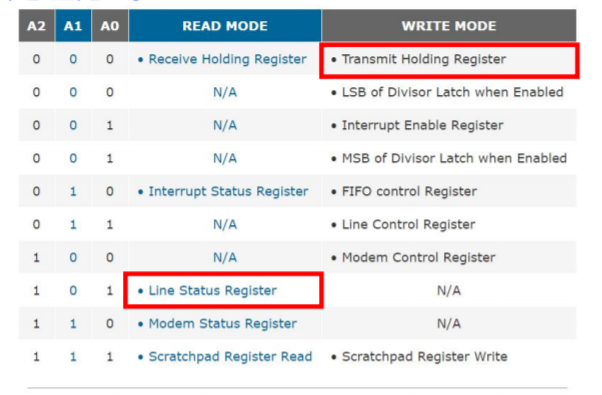 A2 A1 A0 READ MODE WRITE MODE
0 0 0 • Receive Holding Register • Transmit Holding Register
0 0 0 N/A • LSB of Divisor Latch when Enabled
0 0 1 N/A • Interrupt Enable Register
0 0 1 N/A • MSB of Divisor Latch when Enabled
0 1 0 • Interrupt Status Register • FIFO control Register
0 1 1 N/A • Line Control Register
1 0 0 N/A • Modem Control Register
1 0 1 • Line Status Register N/A
1 1 0 • Modem Status Register N/A
1 1 1 • Scratchpad Register Read • Scratchpad Register Write